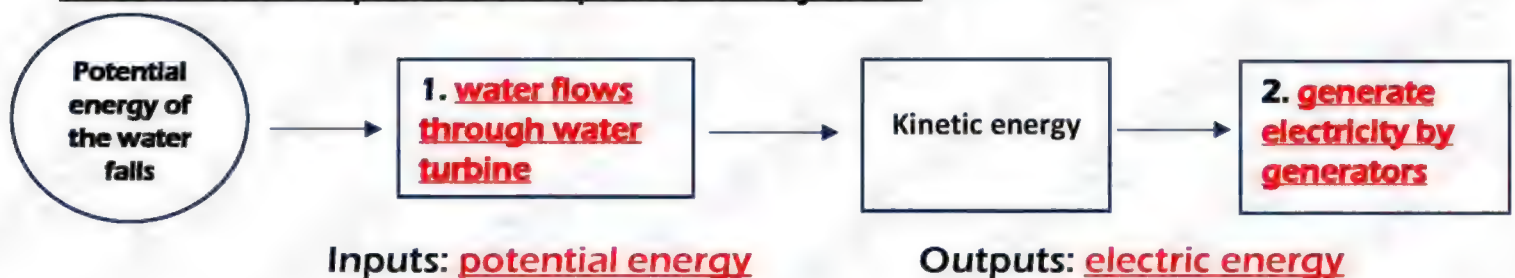 Potential
energy of
the water
falls
1. water flows
through water
turbine
Kinetic energy
2. generate
electricity by
generators
Inputs: potential energy
Outputs: electric energy